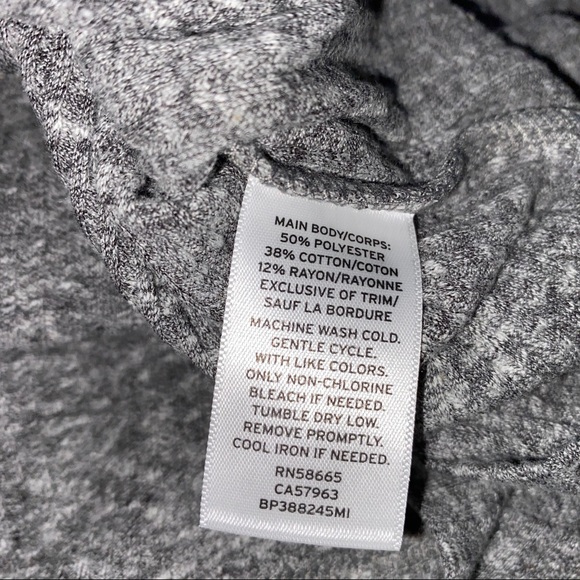 MAIN BODY/CORPS:
50% POLYESTER
38% COTTON/COTON
12% RAYON/RAYONNE
EXCLUSIVE OF TRIM/
SAUF LA BORDURE
MACHINE WASH COLD.
GENTLE CYCLE.
WITH LIKE COLORS.
ONLY NON-CHLORINE
BLEACH IF NEEDED.
TUMBLE DRY LOW.
REMOVE PROMPTLY.
COOL IRON IF NEEDED.
RN58665
CA57963
BP388245MI